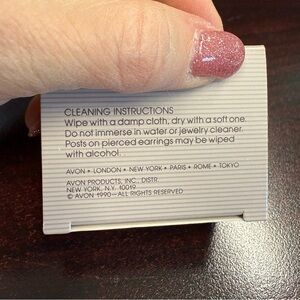 CLEANING INSTRUCTIONS
Wipe with a damp cloth, dry with a soft one.
Do not immerse in water or jewelry cleaner.
Posts on pierced earrings may be wiped
with alcohol.
AVON • LONDON • NEW YORK • PARIS • ROME • TOKYO
AVON PRODUCTS, INC., DISTR.
NEW YORK, N.Y. 10019
© AVON 1990—ALL RIGHTS RESERVED